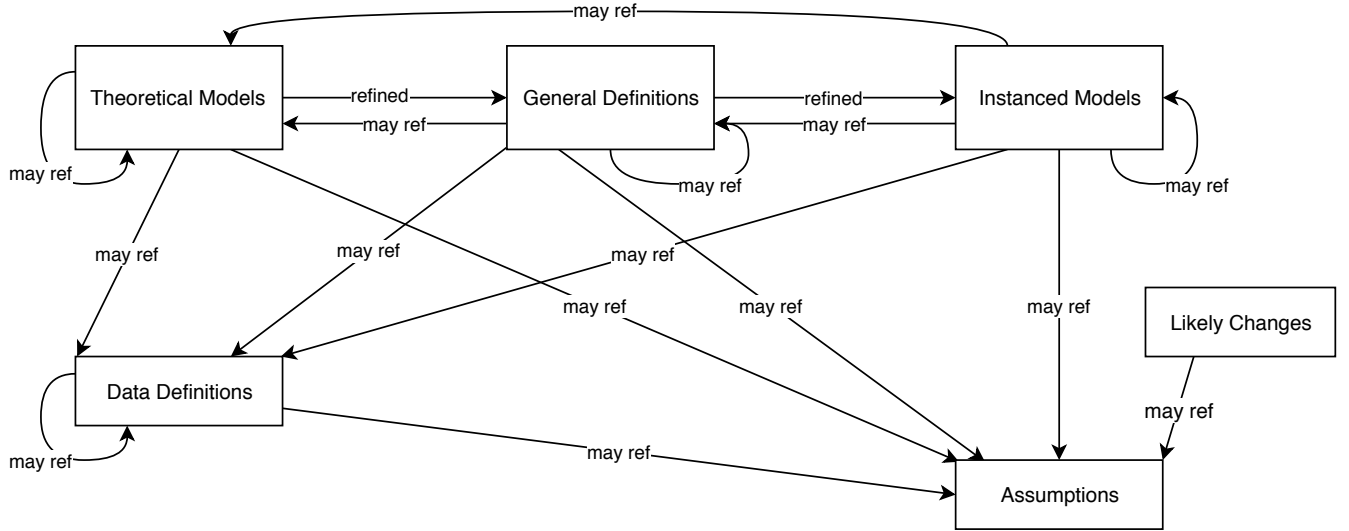 may ref
Theoretical Models
refined
General Definitions
refined
Instanced Models
may ref
may ref
may ref
may ref
may ref
may ref
may ref
may ref
may ref
may ref
may ref
may ref
Likely Changes
Data Definitions
may ref
may ref
may ref
Assumptions